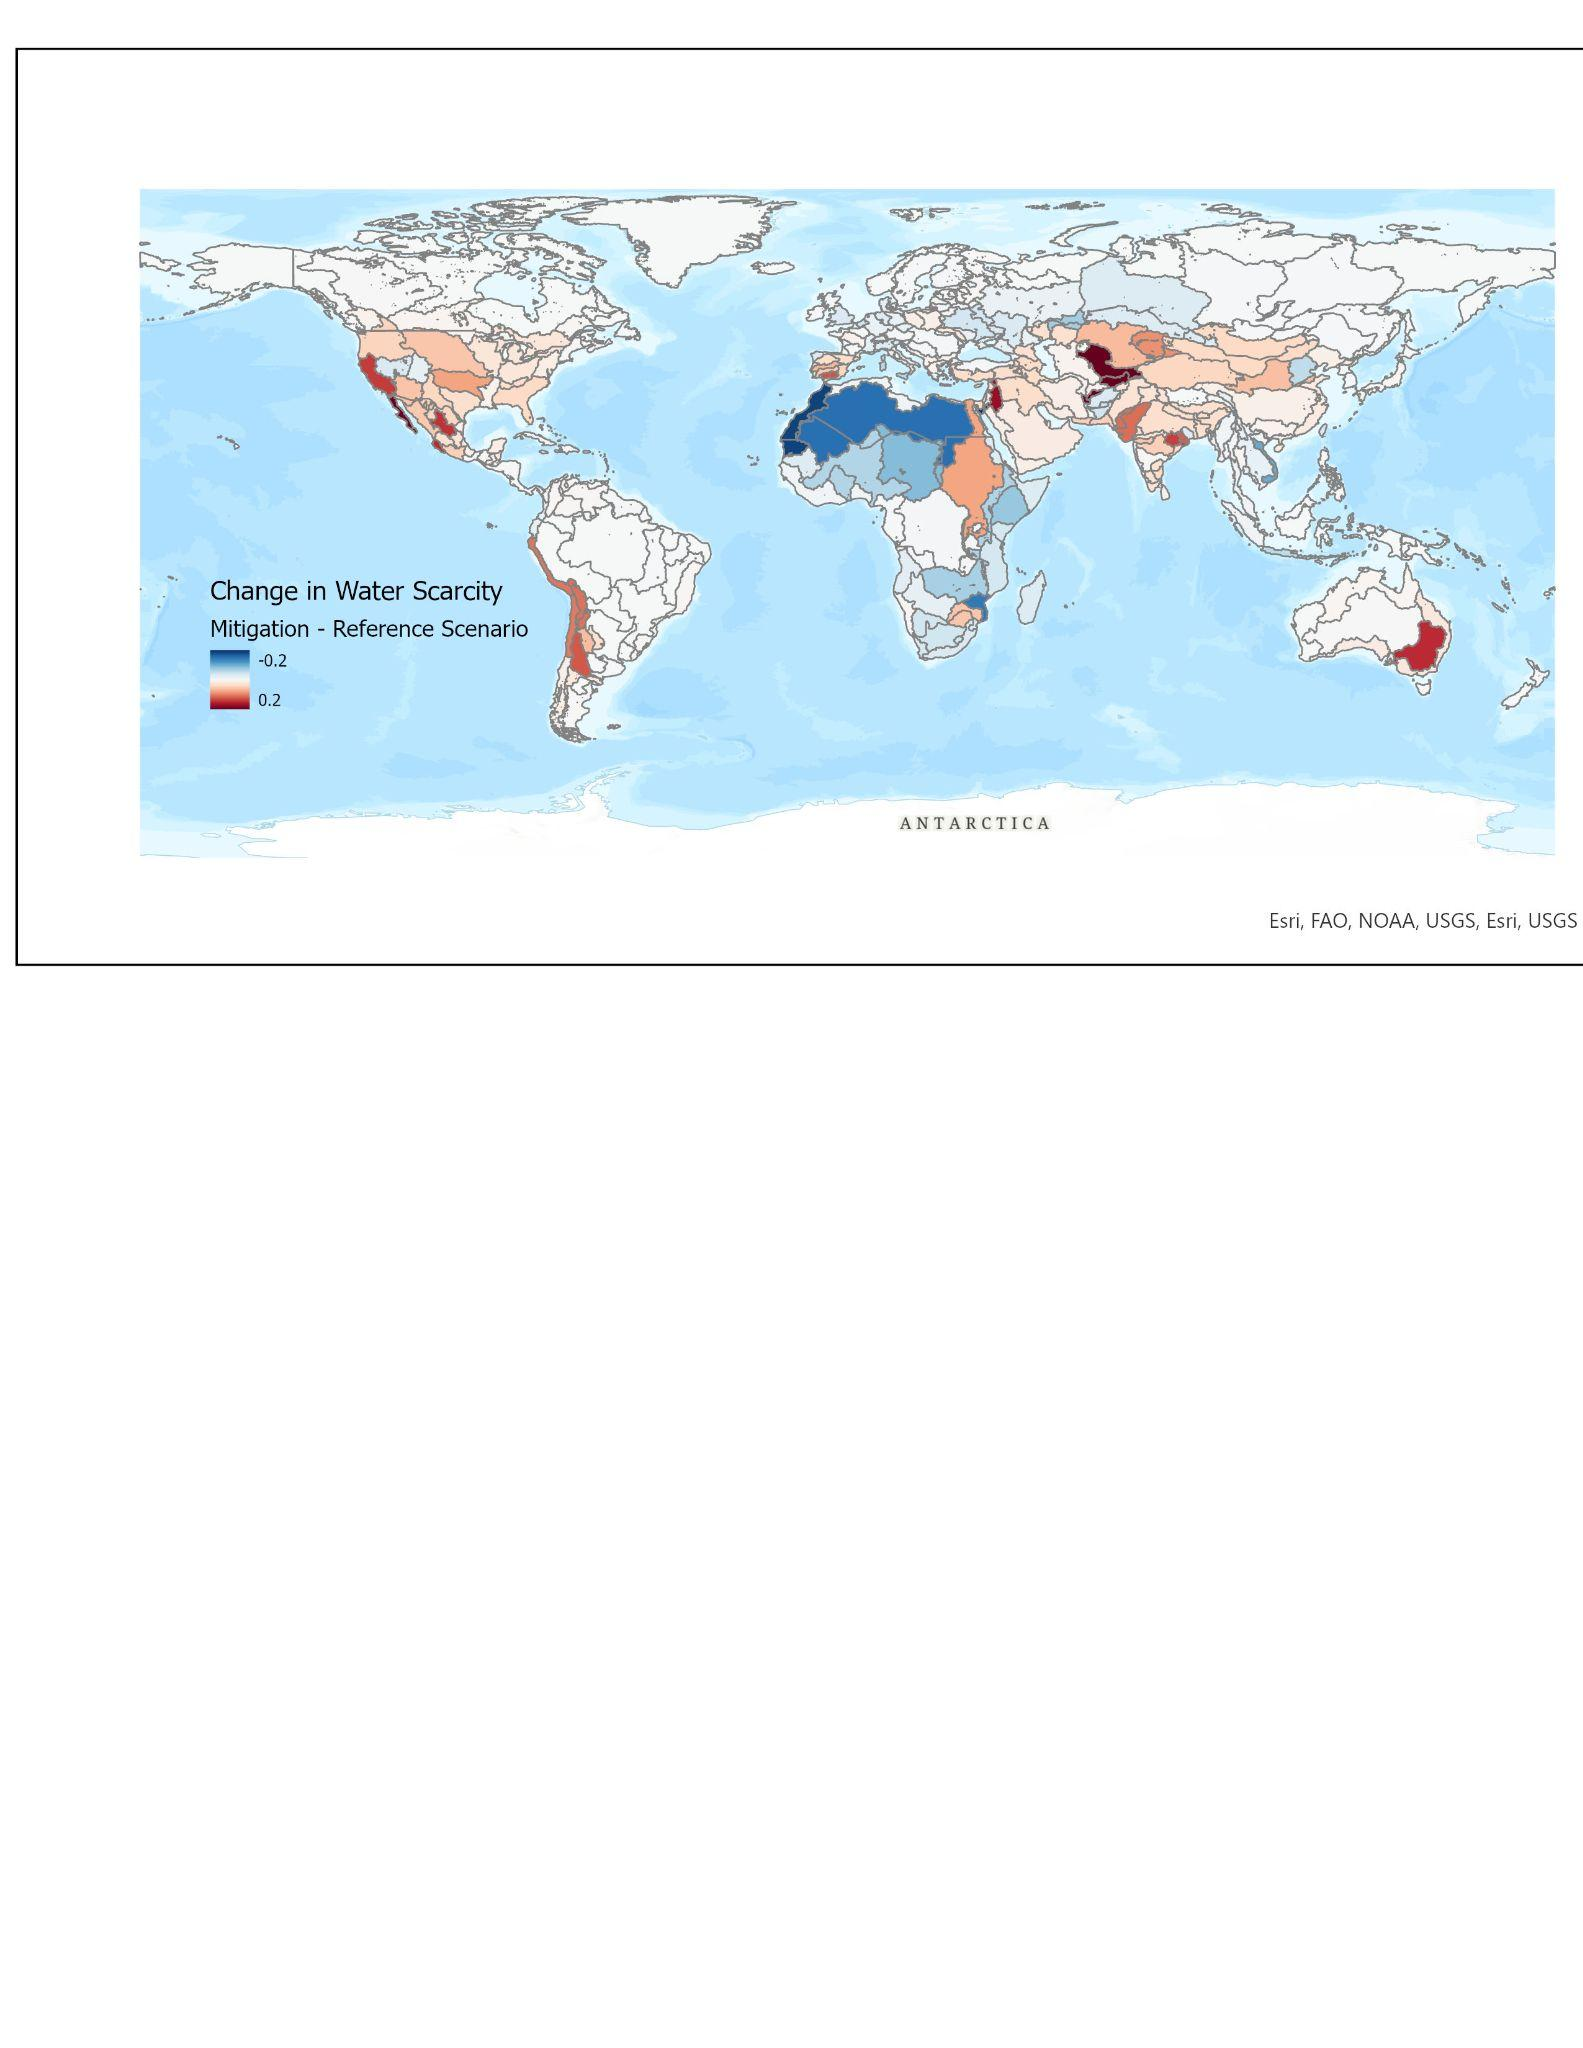 Change in Water Scarcity
Mitigation - Reference Scenario
-0.2
0.2
ANTARCTICA
Esri, FAO, NOAA, USGS, Esri, USGS